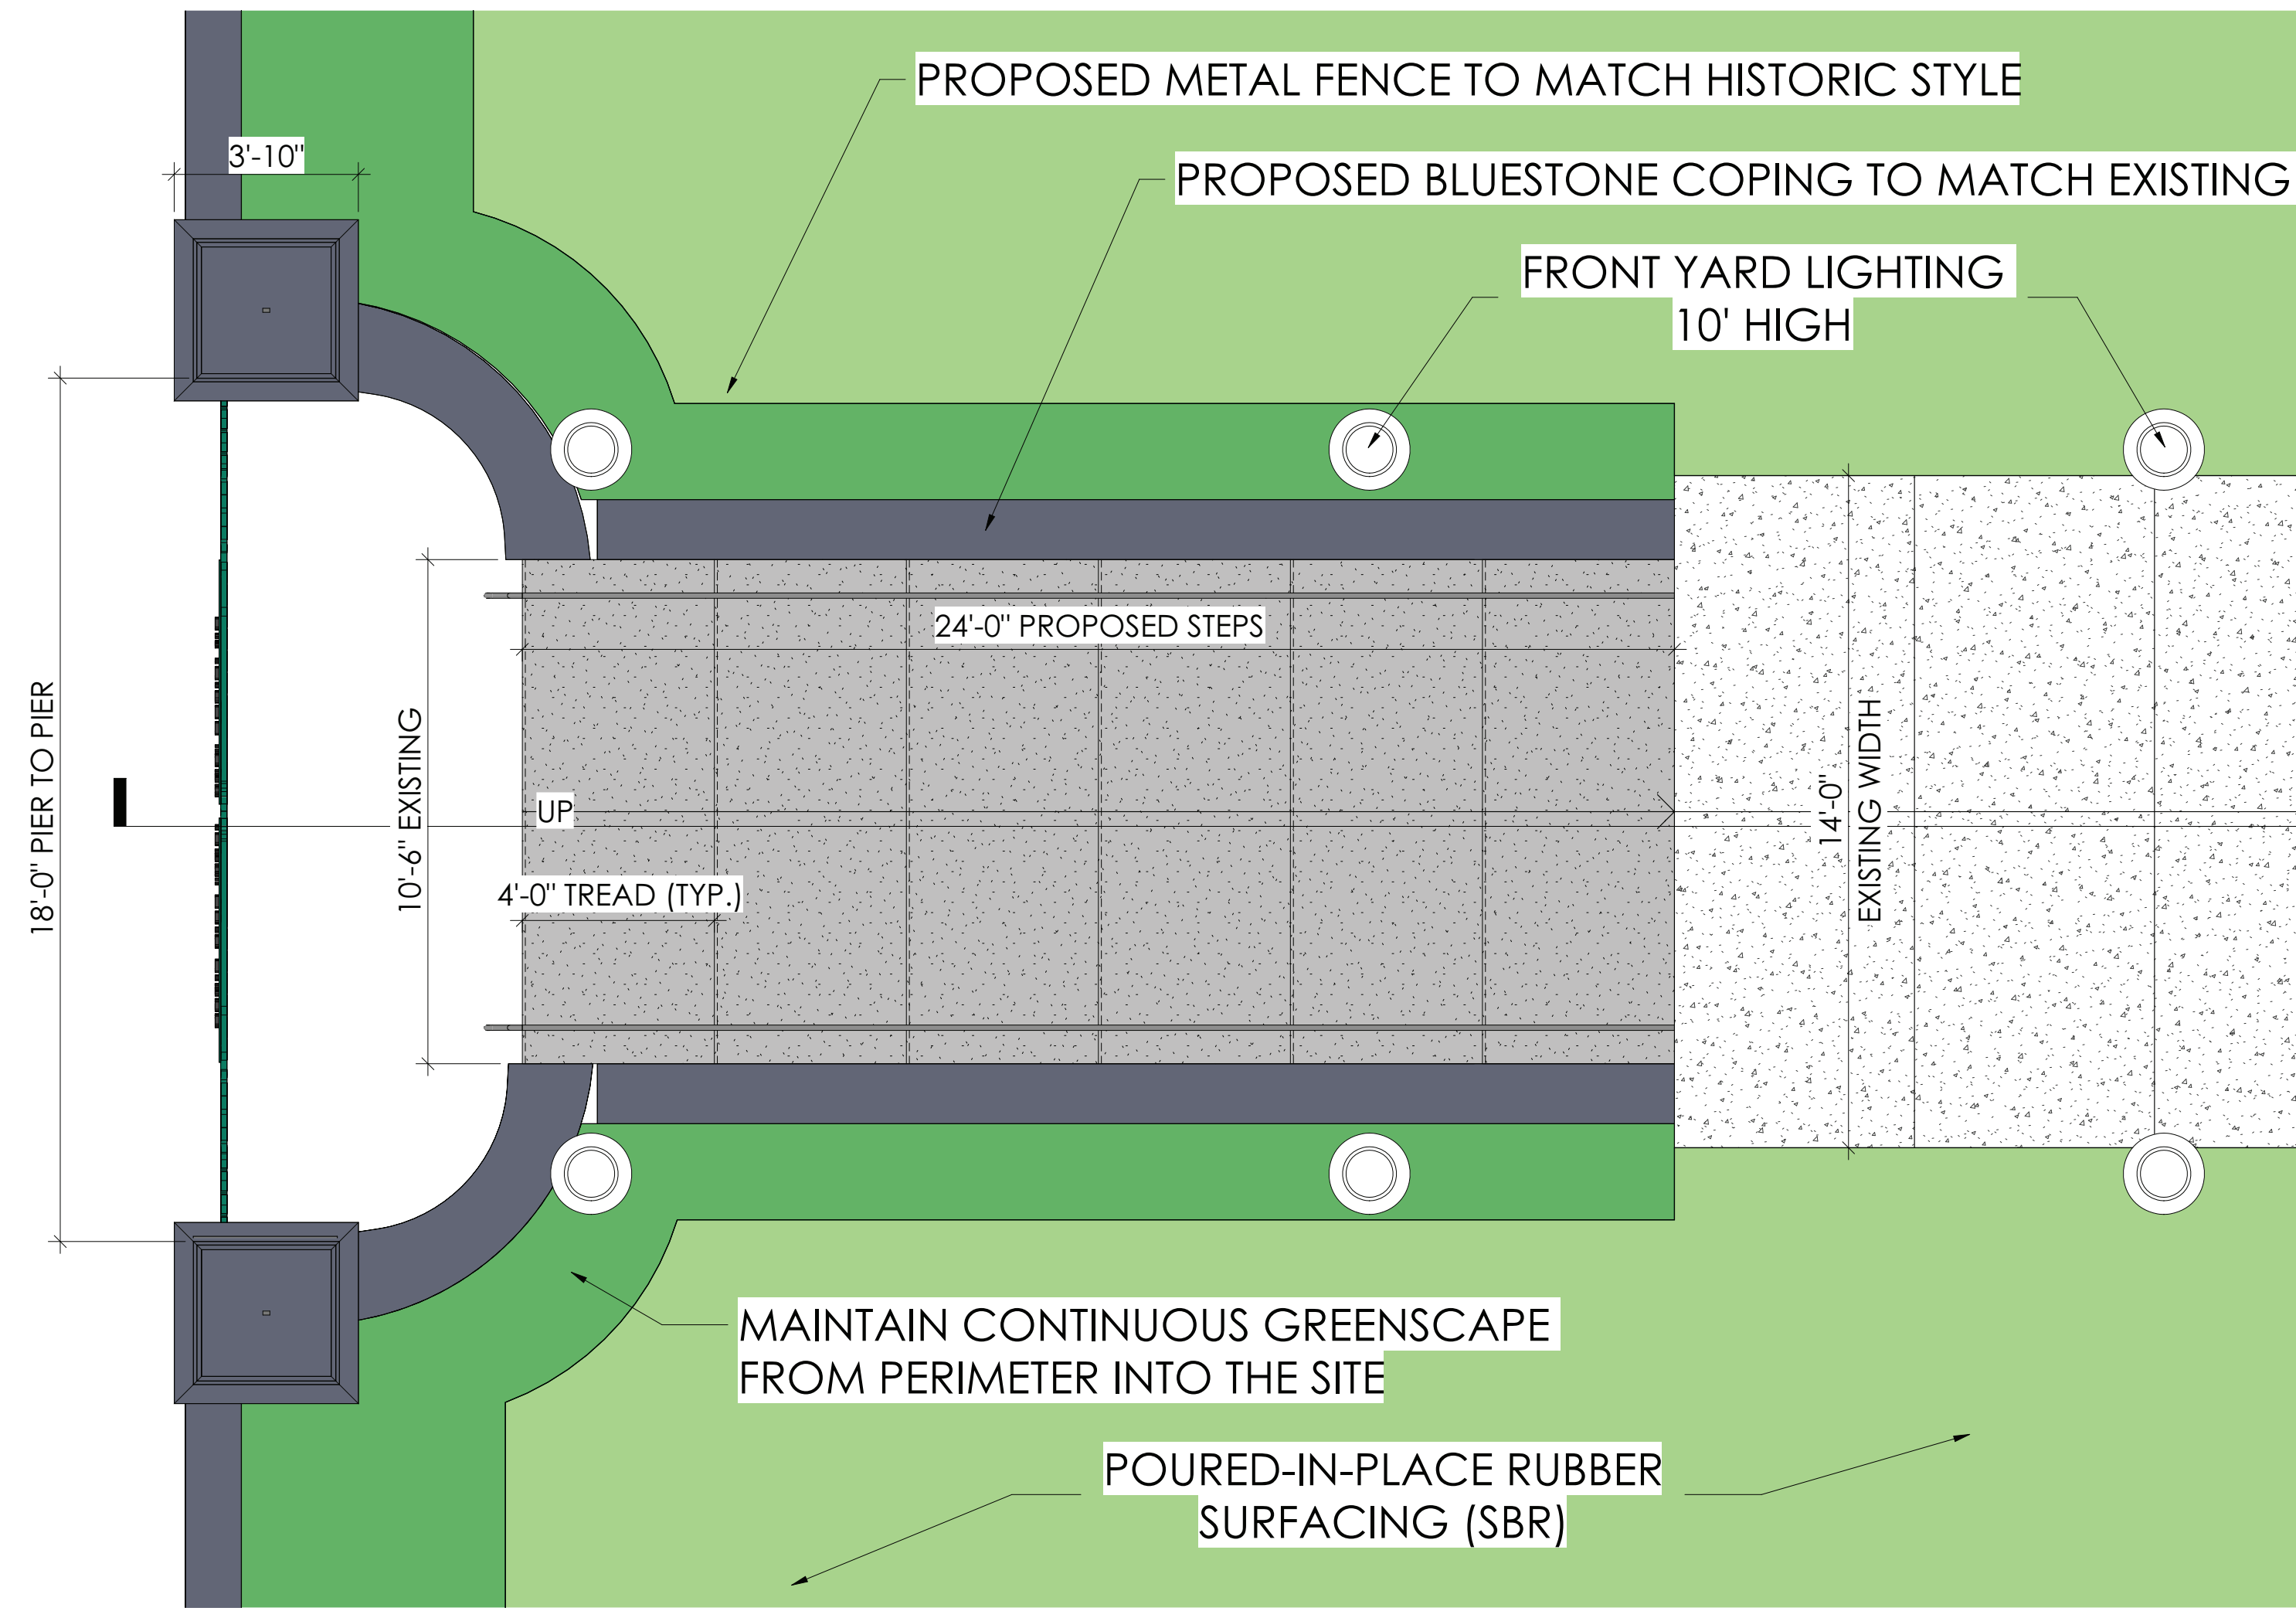 PROPOSED METAL FENCE TO MATCH HISTORIC STYLE
3'-10"
PROPOSED BLUESTONE COPING TO MATCH EXISTING
FRONT YARD LIGHTING
10' HIGH
24'-0" PROPOSED STEPS
18'-0" PIER TO PIER
10'-6" EXISTING
UP
14'-0"
EXISTING WIDTH
4'-0" TREAD (TYP.)
MAINTAIN CONTINUOUS GREENSCAPE
FROM PERIMETER INTO THE SITE
POURED-IN-PLACE RUBBER
SURFACING (SBR)